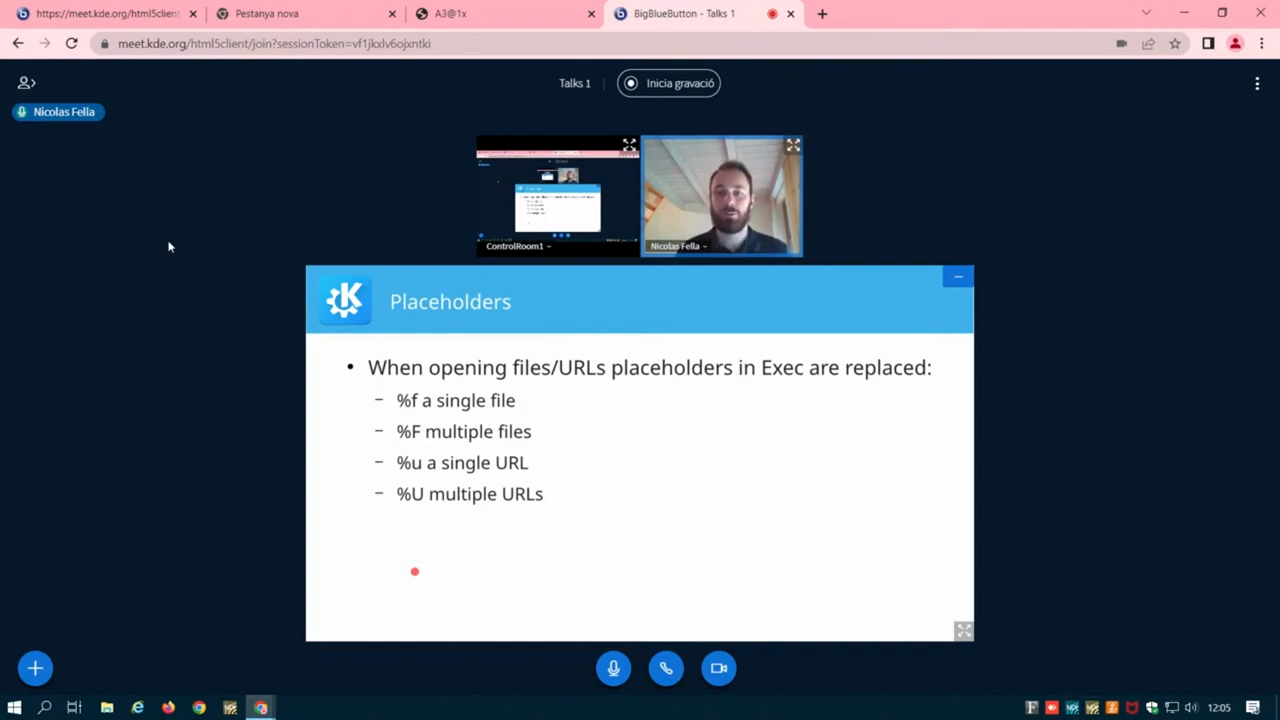 https://meet.kde.org/html5client
Pestanya nova
A3@1x
BigBlueButton - Talks 1
meet.kde.org/html5client/join?sessionToken=vf1jkxlv6ojxntki
Talks 1
Inicia gravació
Nicolas Fella
ControlRoom1
Nicolas Fella
Placeholders
• When opening files/URLs placeholders in Exec are replaced:
– %f a single file
– %F multiple files
– %u a single URL
– %U multiple URLs
12:05